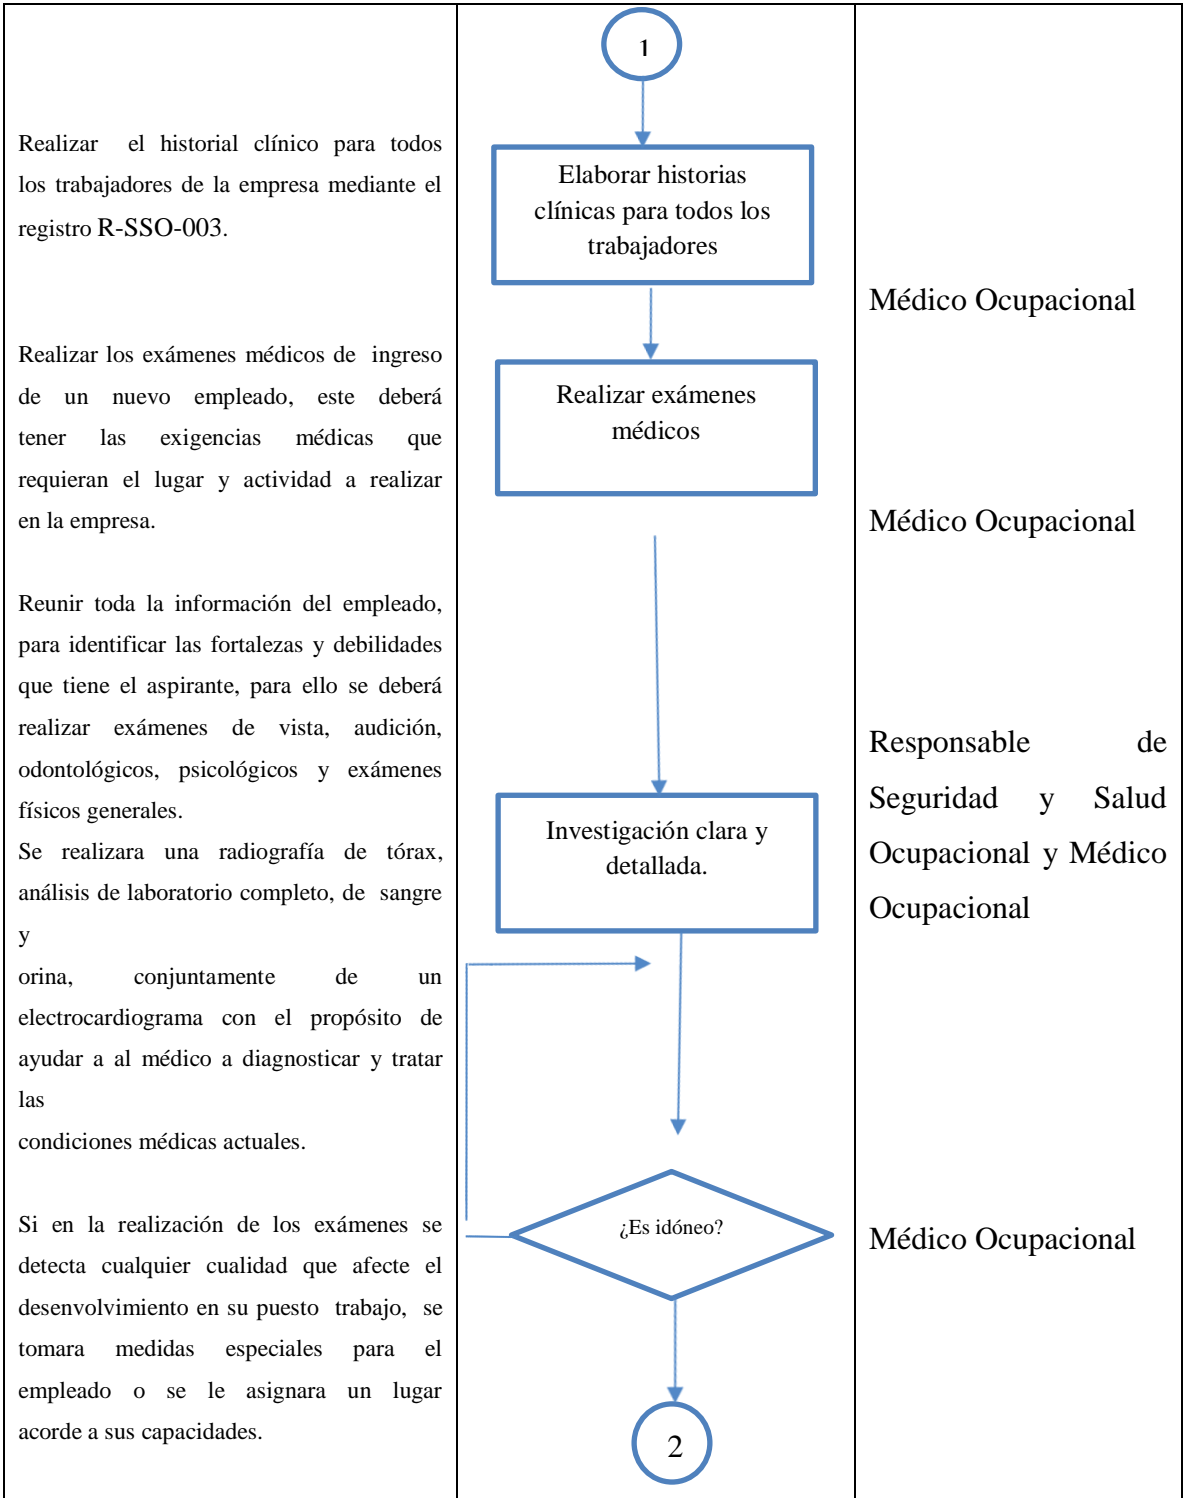 Realizar el historial clínico para todos
los trabajadores de la empresa mediante el
registro R-SSO-003.
Realizar los exámenes médicos de ingreso
de un nuevo empleado, este deberá
tener las exigencias médicas que
requieran el lugar y actividad a realizar
en la empresa.
Reunir toda la información del empleado,
para identificar las fortalezas y debilidades
que tiene el aspirante, para ello se deberá
realizar exámenes de vista, audición,
odontológicos, psicológicos y exámenes
físicos generales.
Se realizara una radiografía de tórax,
análisis de laboratorio completo, de sangre
y
orina, conjuntamente de un
electrocardiograma con el propósito de
ayudar a al médico a diagnosticar y tratar
las
condiciones médicas actuales.
Si en la realización de los exámenes se
detecta cualquier cualidad que afecte el
desenvolvimiento en su puesto trabajo, se
tomara medidas especiales para el
empleado o se le asignara un lugar
acorde a sus capacidades.
1
Elaborar historias
clínicas para todos los
trabajadores
Realizar exámenes
médicos
Investigación clara y
detallada.
¿Es idóneo?
2
Médico Ocupacional
Médico Ocupacional
Responsable de
Seguridad y Salud
Ocupacional y Médico
Ocupacional
Médico Ocupacional